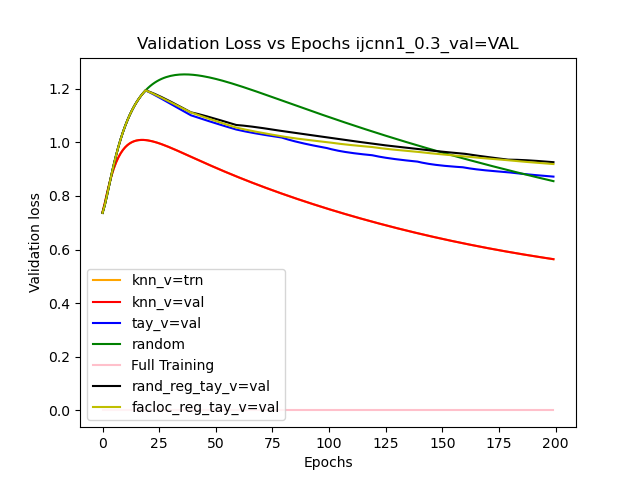 Validation Loss vs Epochs ijcnn1_0.3_val=VAL
Validation loss
1.2
1.0
0.8
0.6
0.4
0.2
0.0
knn_v=trn
knn_v=val
tay_v=val
random
Full Training
rand_reg_tay_v=val
facloc_reg_tay_v=val
0 25 50 75 100 125 150 175 200
Epochs